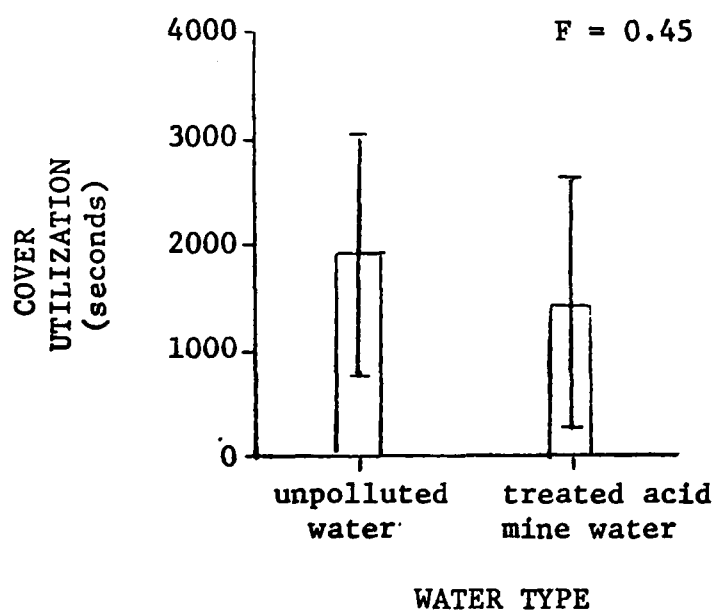 F = 0.45
COVER
UTILIZATION
(seconds)
4000
3000
2000
1000
0
unpolluted
water
treated acid
mine water
WATER TYPE